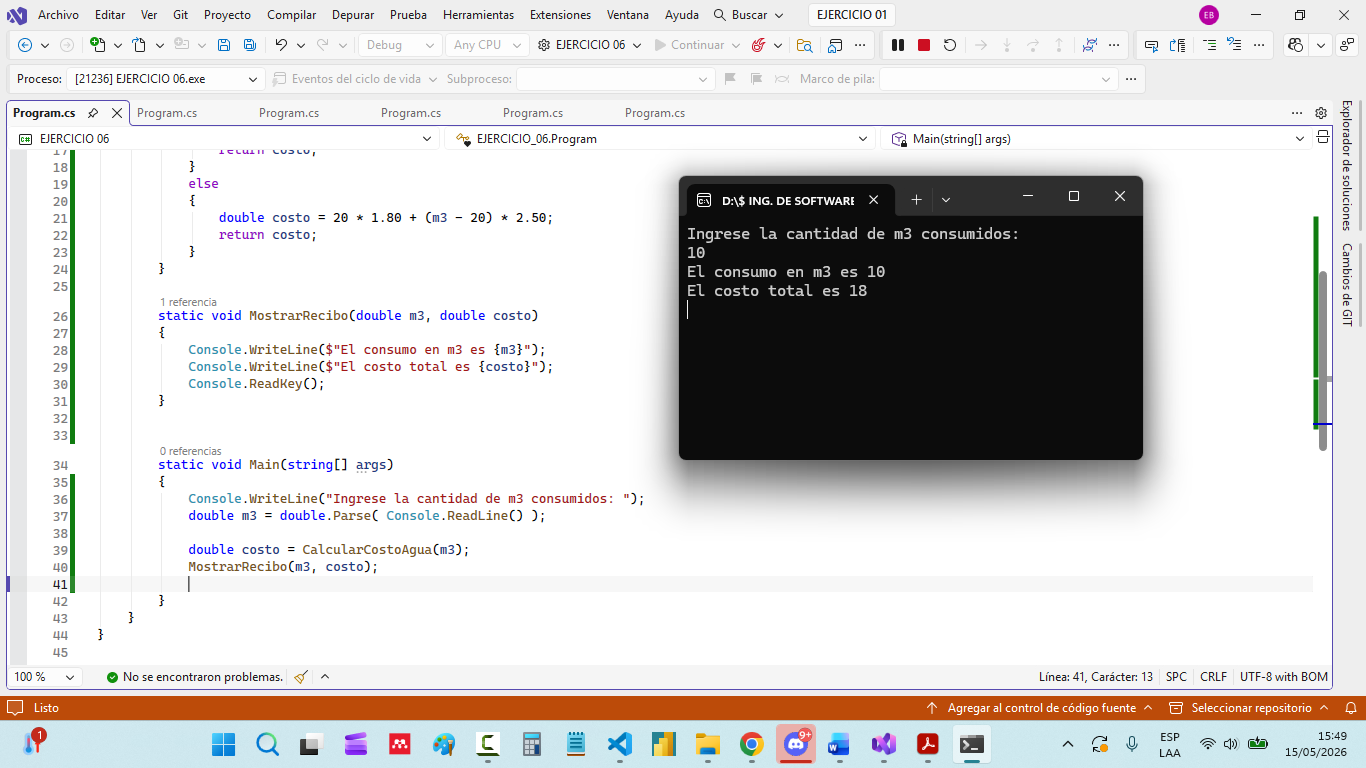 Archivo Editar Ver Git Proyecto Compilar Depurar Prueba Herramientas Extensiones Ventana Ayuda Buscar EJERCICIO 01 EB
Debug Any CPU EJERCICIO 06 Continuar
Proceso: [21236] EJERCICIO 06.exe Eventos del ciclo de vida Subproceso: Marco de pila:
Program.cs Program.cs Program.cs Program.cs Program.cs Program.cs
C# EJERCICIO 06 EJERCICIO_06.Program Main(string[] args)
17 return costo;
18 }
19 else
20 {
21 double costo = 20 * 1.80 + (m3 - 20) * 2.50;
22 return costo;
23 }
24 }
25
1 referencia
26 static void MostrarRecibo(double m3, double costo)
27 {
28 Console.WriteLine($"El consumo en m3 es {m3}");
29 Console.WriteLine($"El costo total es {costo}");
30 Console.ReadKey();
31 }
32
33
0 referencias
34 static void Main(string[] args)
35 {
36 Console.WriteLine("Ingrese la cantidad de m3 consumidos: ");
37 double m3 = double.Parse( Console.ReadLine() );
38
39 double costo = CalcularCostoAgua(m3);
40 MostrarRecibo(m3, costo);
41
42 }
43 }
44 }
45
D:\$ ING. DE SOFTWARE
Ingrese la cantidad de m3 consumidos:
10
El consumo en m3 es 10
El costo total es 18
Explorador de soluciones
Cambios de GIT
100 % No se encontraron problemas. Línea: 41, Carácter: 13 SPC CRLF UTF-8 with BOM
Listo Agregar al control de código fuente Seleccionar repositorio
1 9+ ESP
LAA
15:49
15/05/2026